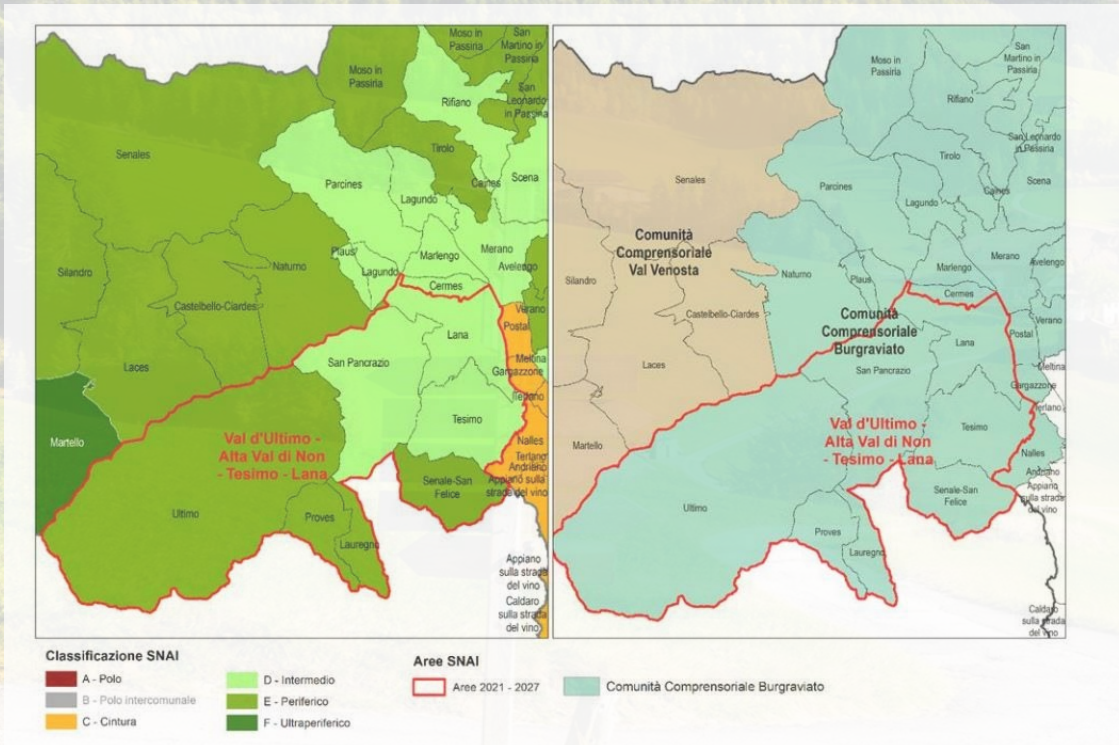 Moso in
Passiria
San
Martino in
Passiria
Moso in
Passiria
Rifiano
San
Leonardo
in Passiria
Senales
Tirolo
Parcines
Caines
Scena
Lagundo
Plaus
Marlengo
Merano
Silandro
Naturno
Lagundo
Avelengo
Cermes
Castelbello-Ciardes
Verano
Postal
Lana
Laces
San Pancrazio
Meltina
Gargazzone
Terlano
Tesimo
Martello
Val d'Ultimo -
Alta Val di Non
- Tesimo - Lana
Nalles
Terlano
Andriano
Appiano sulla
strada del vino
Senale-San
Felice
Ultimo
Proves
Lauregno
Appiano
sulla strada
del vino
Caldaro
sulla strada
del vino
Moso in
Passiria
San
Martino in
Passiria
Rifiano
San Leonardo
in Passiria
Tirolo
Senales
Parcines
Caines
Scena
Lagundo
Comunità
Comprensoriale
Val Venosta
Marlengo
Merano
Avelengo
Silandro
Naturno
Plaus
Cermes
Castelbello-Ciardes
Comunità
Comprensoriale
Burgraviato
Verano
Postal
Lana
Laces
San Pancrazio
Meltina
Gargazzone
Terlano
Martello
Val d'Ultimo -
Alta Val di Non
- Tesimo - Lana
Tesimo
Nalles
Andriano
Appiano
sulla strada
del vino
Senale-San
Felice
Ultimo
Proves
Lauregno
Caldaro
sulla strada
del vino
Classificazione SNAI
A - Polo
B - Polo intercomunale
C - Cintura
D - Intermedio
E - Periferico
F - Ultraperiferico
Aree SNAI
Aree 2021 - 2027
Comunità Comprensoriale Burgraviato